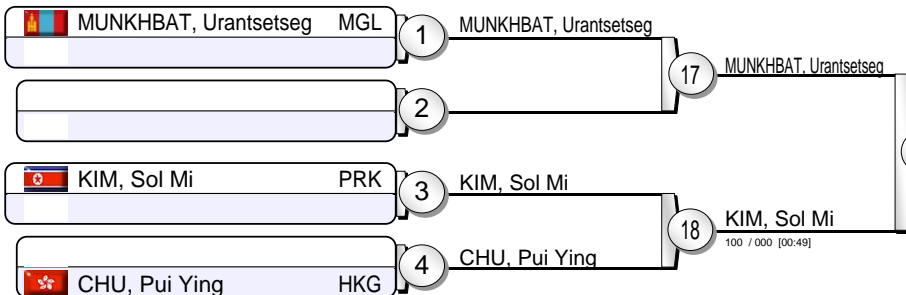 MUNKHBAT, Urantsetseg MGL
1
MUNKHBAT, Urantsetseg
17
MUNKHBAT, Urantsetseg
2
KIM, Sol Mi PRK
3
KIM, Sol Mi
18
KIM, Sol Mi
100 / 000 [00:49]
4
CHU, Pui Ying
CHU, Pui Ying HKG